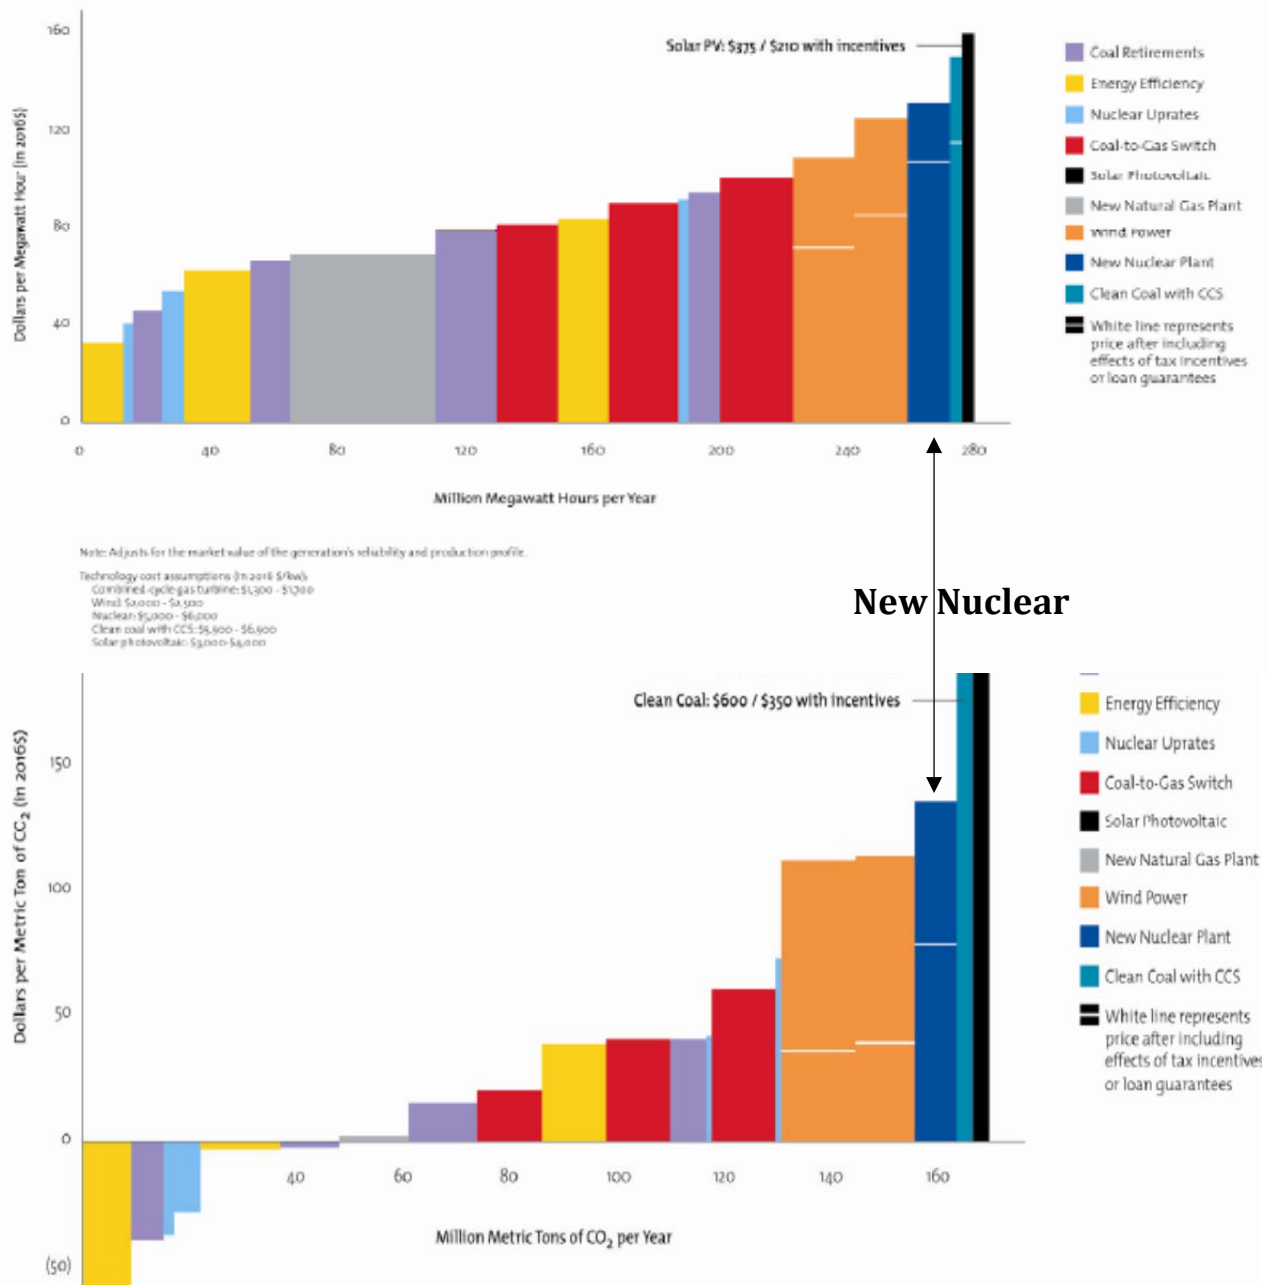 160
Solar PV: $375 / $210 with incentives
120
80
40
0
Dollars per Megawatt Hour (in 2016$)
0 40 80 120 160 200 240 280
Million Megawatt Hours per Year
Coal Retirements
Energy Efficiency
Nuclear Uprates
Coal-to-Gas Switch
Solar Photovoltaic
New Natural Gas Plant
Wind Power
New Nuclear Plant
Clean Coal with CCS
White line represents
price after including
effects of tax incentives
or loan guarantees
Note: Adjusts for the market value of the generation's reliability and production profile.
Technology cost assumptions (in 2016 $/kw):
Combined-cycle gas turbine: $1,300 - $1,700
Wind: $2,000 - $2,500
Nuclear: $5,000 - $6,000
Clean coal with CCS: $5,900 - $6,900
Solar photovoltaic: $3,000-$4,000
New Nuclear
Clean Coal: $600 / $350 with incentives
150
100
50
0
(50)
Dollars per Metric Ton of CC₂ (in 2016$)
40 60 80 100 120 140 160
Million Metric Tons of CO₂ per Year
Energy Efficiency
Nuclear Uprates
Coal-to-Gas Switch
Solar Photovoltaic
New Natural Gas Plant
Wind Power
New Nuclear Plant
Clean Coal with CCS
White line represents
price after including
effects of tax incentives
or loan guarantees